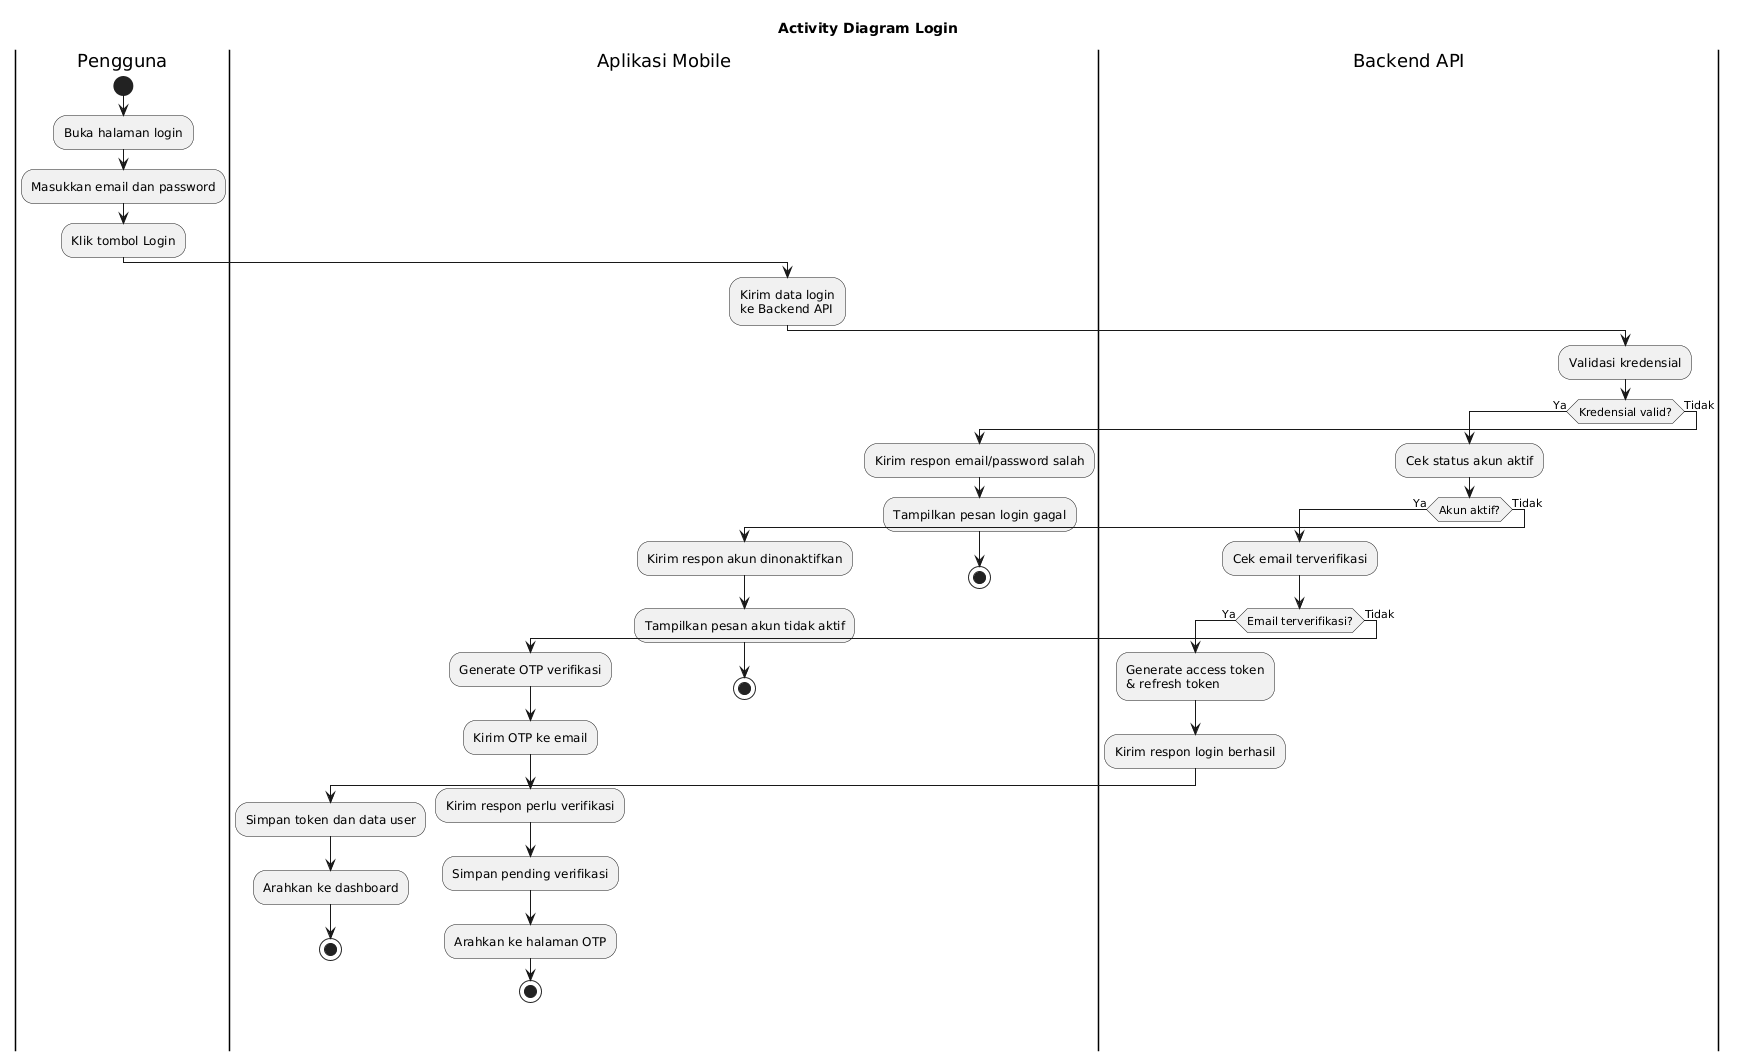 Activity Diagram Login
Pengguna
Aplikasi Mobile
Backend API
Buka halaman login
Masukkan email dan password
Klik tombol Login
Kirim data login
ke Backend API
Validasi kredensial
Ya
Kredensial valid?
Tidak
Kirim respon email/password salah
Cek status akun aktif
Tampilkan pesan login gagal
Ya
Akun aktif?
Tidak
Kirim respon akun dinonaktifkan
Cek email terverifikasi
Tampilkan pesan akun tidak aktif
Ya
Email terverifikasi?
Tidak
Generate OTP verifikasi
Generate access token
& refresh token
Kirim OTP ke email
Kirim respon login berhasil
Simpan token dan data user
Kirim respon perlu verifikasi
Arahkan ke dashboard
Simpan pending verifikasi
Arahkan ke halaman OTP